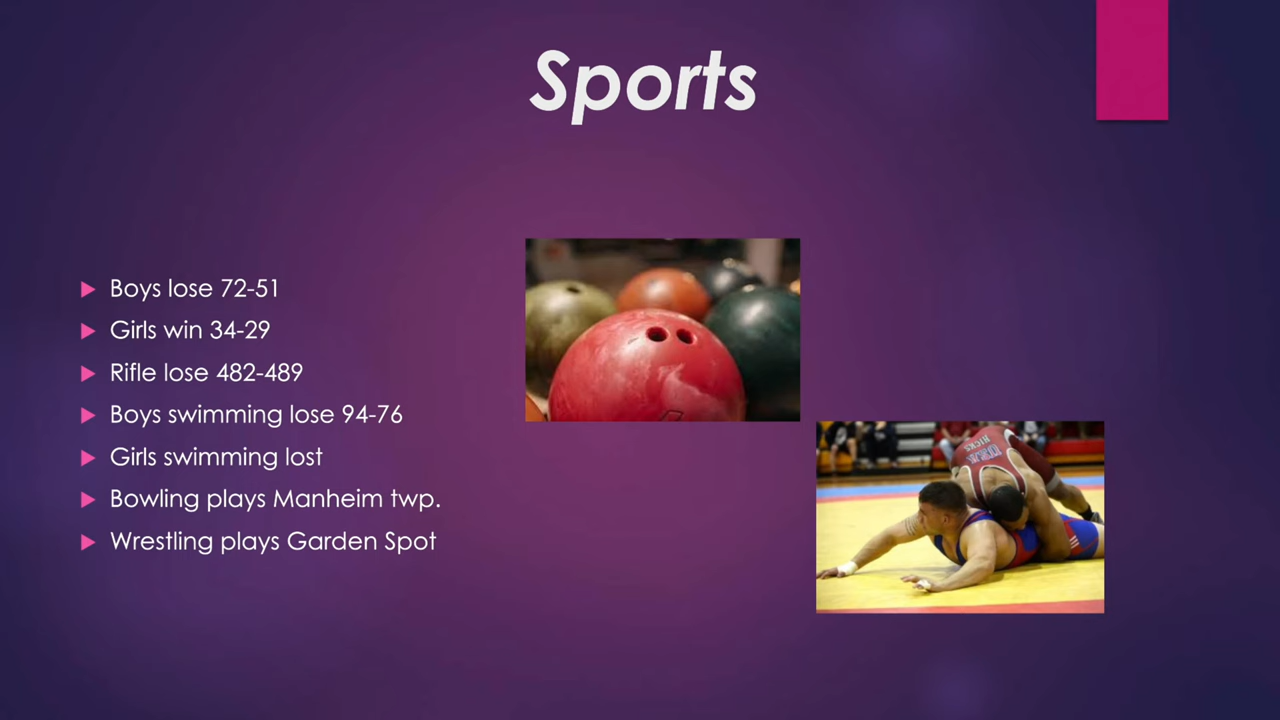 Sports
Boys lose 72-51
Girls win 34-29
Rifle lose 482-489
Boys swimming lose 94-76
Girls swimming lost
Bowling plays Manheim twp.
Wrestling plays Garden Spot
HICKS